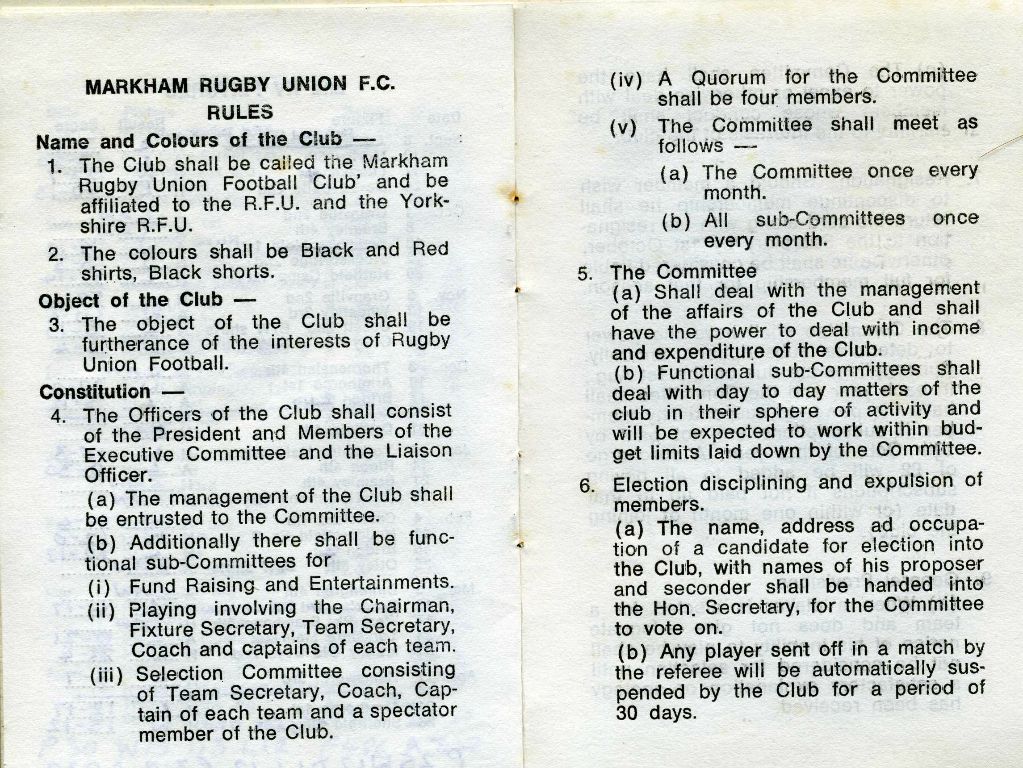 MARKHAM RUGBY UNION F.C.
RULES
Name and Colours of the Club —
1. The Club shall be called the Markham
Rugby Union Football Club' and be
affiliated to the R.F.U. and the York-
shire R.F.U.
2. The colours shall be Black and Red
shirts, Black shorts.
Object of the Club —
3. The object of the Club shall be
furtherance of the interests of Rugby
Union Football.
Constitution —
4. The Officers of the Club shall consist
of the President and Members of the
Executive Committee and the Liaison
Officer.
(a) The management of the Club shall
be entrusted to the Committee.
(b) Additionally there shall be func-
tional sub-Committees for
(i) Fund Raising and Entertainments.
(ii) Playing involving the Chairman,
Fixture Secretary, Team Secretary,
Coach and captains of each team.
(iii) Selection Committee consisting
of Team Secretary, Coach, Cap-
tain of each team and a spectator
member of the Club.
(iv) A Quorum for the Committee
shall be four members.
(v) The Committee shall meet as
follows —
(a) The Committee once every
month.
(b) All sub-Committees once
every month.
5. The Committee
(a) Shall deal with the management
of the affairs of the Club and shall
have the power to deal with income
and expenditure of the Club.
(b) Functional sub-Committees shall
deal with day to day matters of the
club in their sphere of activity and
will be expected to work within bud-
get limits laid down by the Committee.
6. Election disciplining and expulsion of
members.
(a) The name, address ad occupa-
tion of a candidate for election into
the Club, with names of his proposer
and seconder shall be handed into
the Hon. Secretary, for the Committee
to vote on.
(b) Any player sent off in a match by
the referee will be automatically sus-
pended by the Club for a period of
30 days.